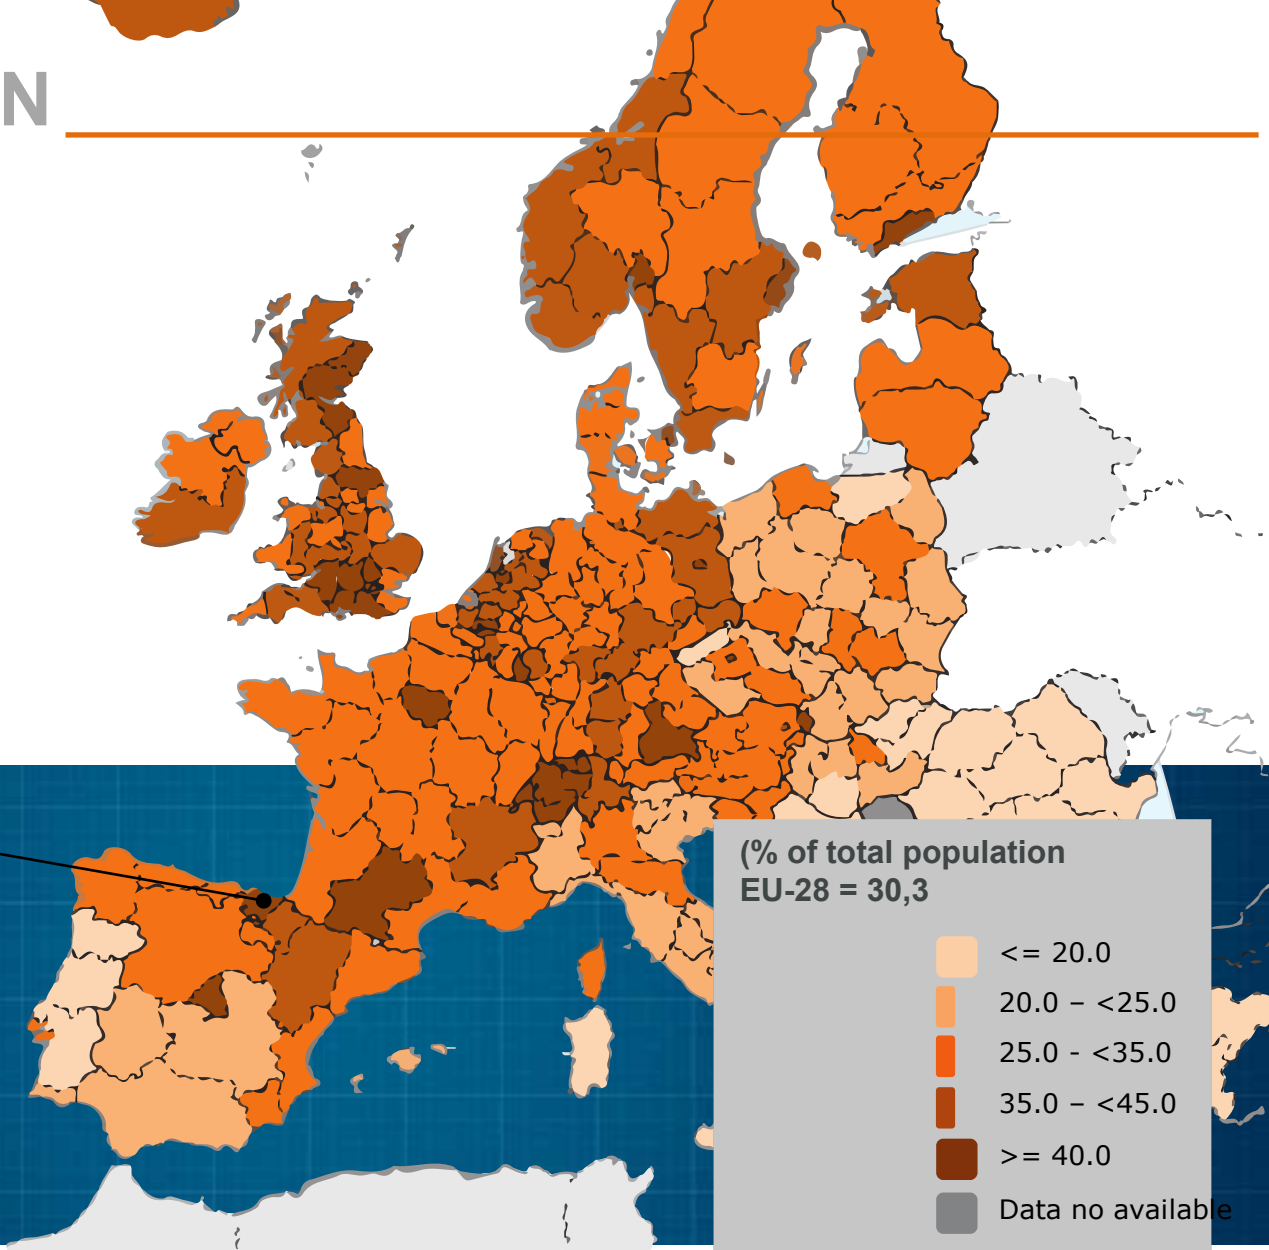 N
(% of total population
EU-28 = 30,3
<= 20.0
20.0 – <25.0
25.0 - <35.0
35.0 – <45.0
>= 40.0
Data no available